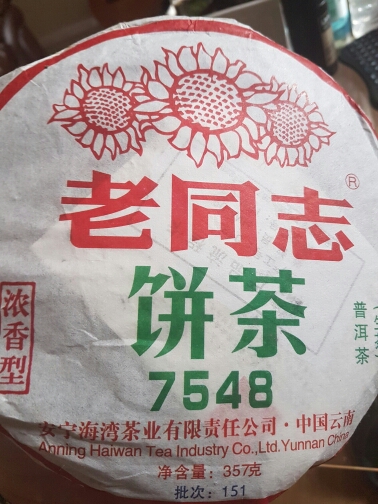 ®
老同志
饼茶
7548
浓香型
普洱茶
安宁海湾茶业有限责任公司·中国云南
Anning Haiwan Tea Industry Co.,Ltd.Yunnan China
净含量：357克
批次：151